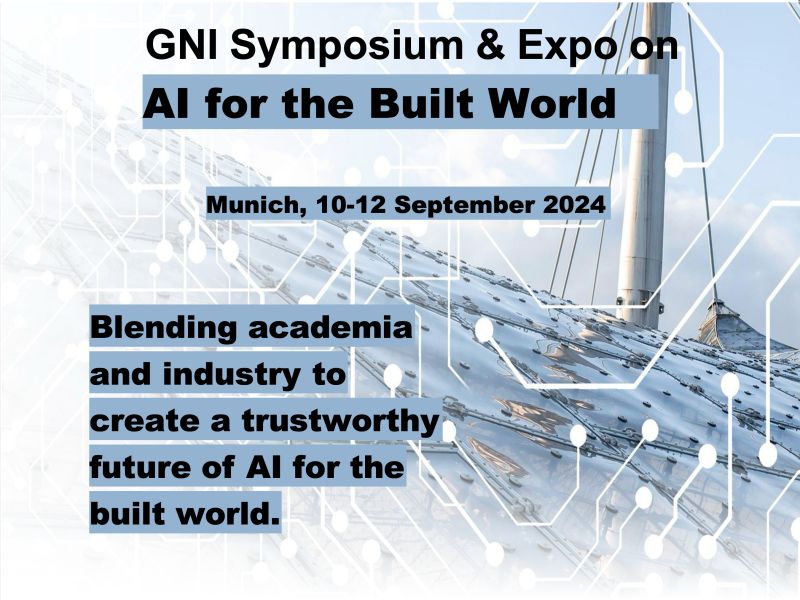 GNI Symposium & Expo on
AI for the Built World
Munich, 10-12 September 2024
Blending academia
and industry to
create a trustworthy
future of AI for the
built world.